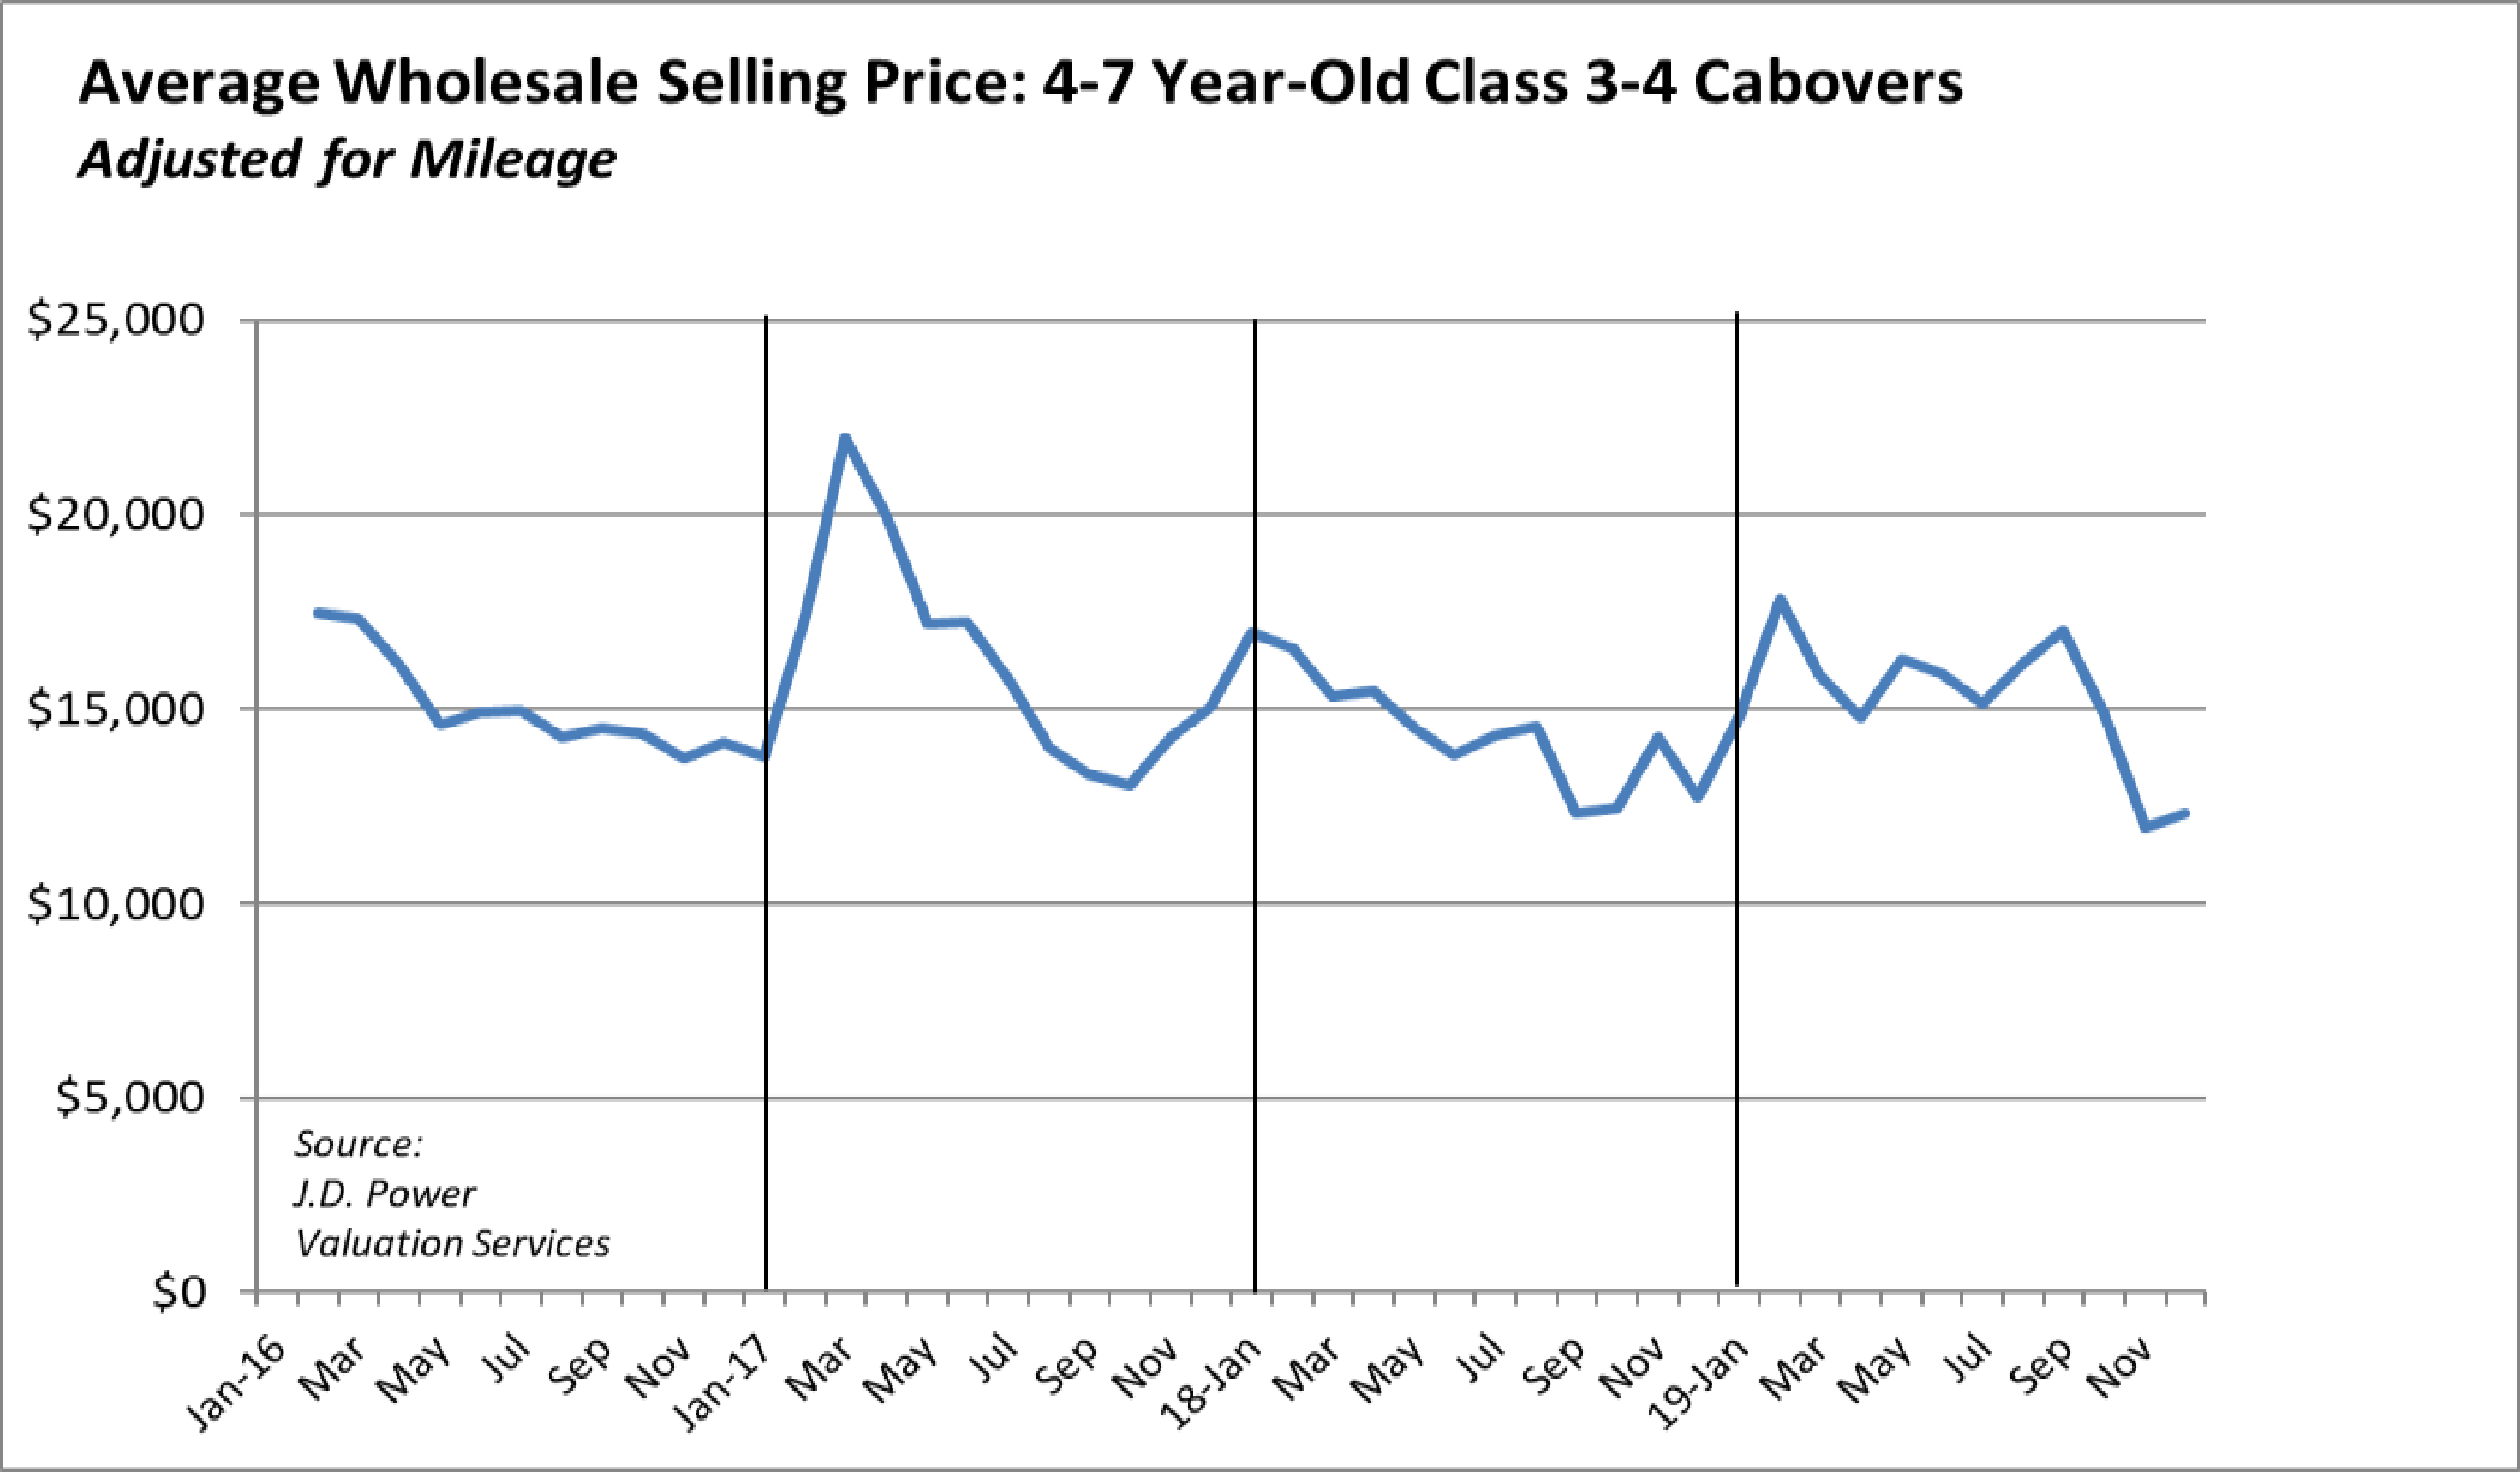 Average Wholesale Selling Price: 4-7 Year-Old Class 3-4 Cabovers
Adjusted for Mileage
$25,000
$20,000
$15,000
$10,000
$5,000
$0
Source:
J.D. Power
Valuation Services
Jan-16
Mar
May
Jul
Sep
Nov
Jan-17
Mar
May
Jul
Sep
Nov
18-Jan
Mar
May
Jul
Sep
Nov
19-Jan
Mar
May
Jul
Sep
Nov